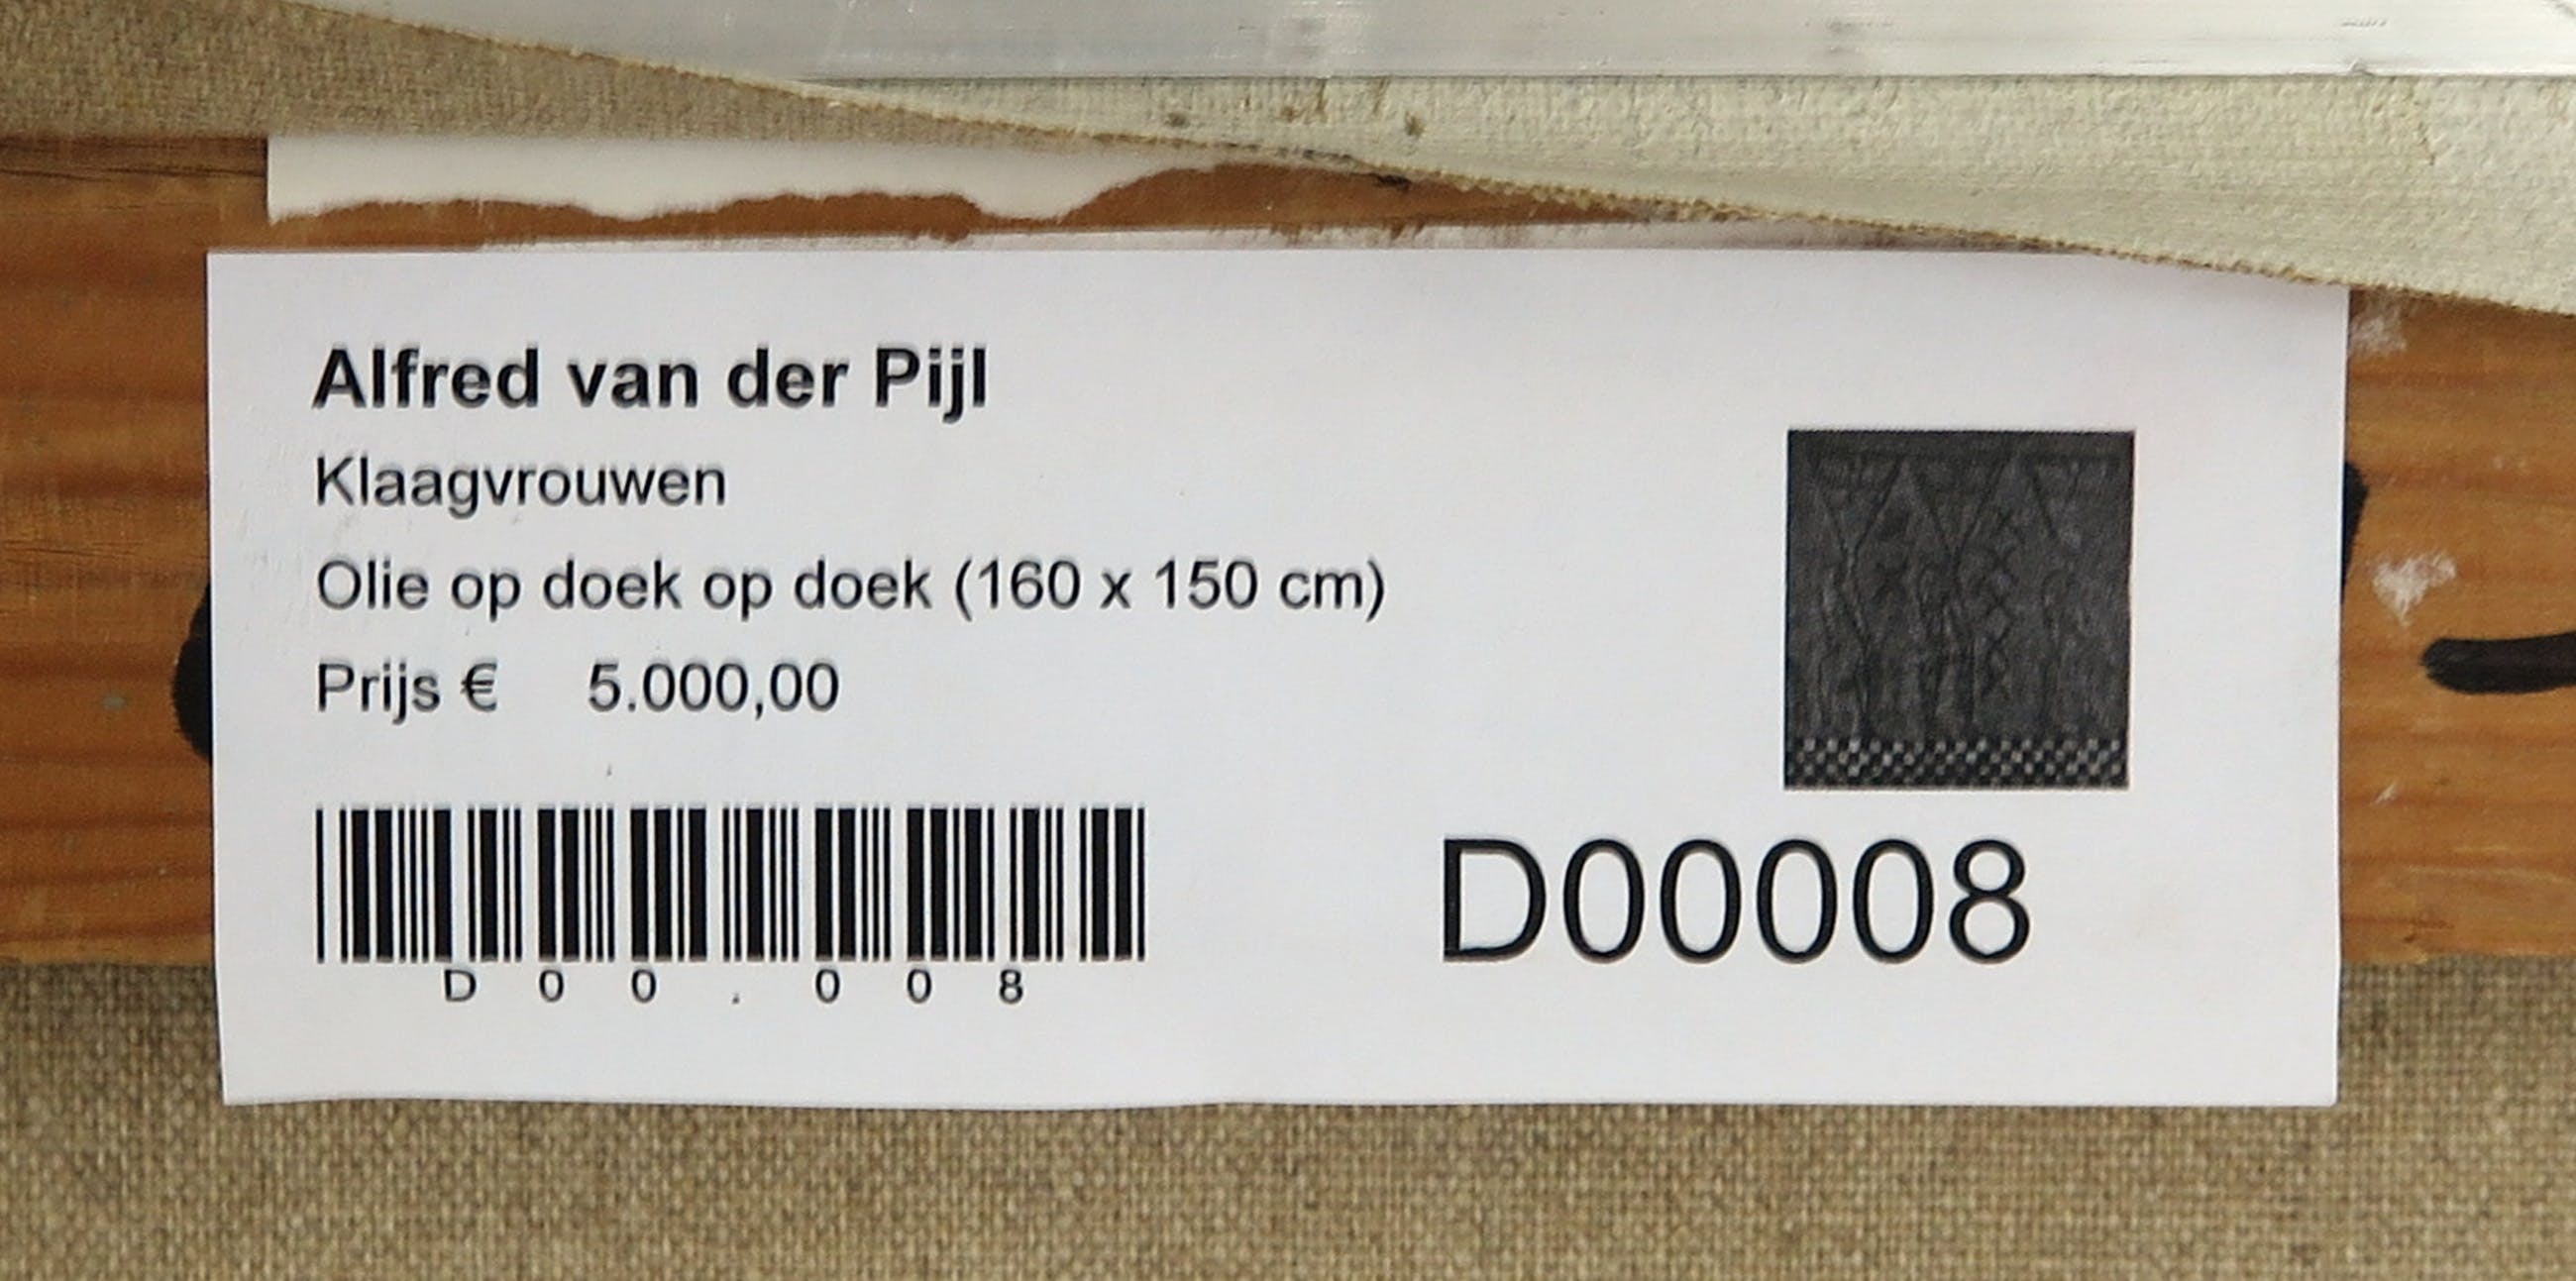 Alfred van der Pijl
Klaagvrouwen
Olie op doek op doek (160 x 150 cm)
Prijs € 5.000,00
D00.008
D00008